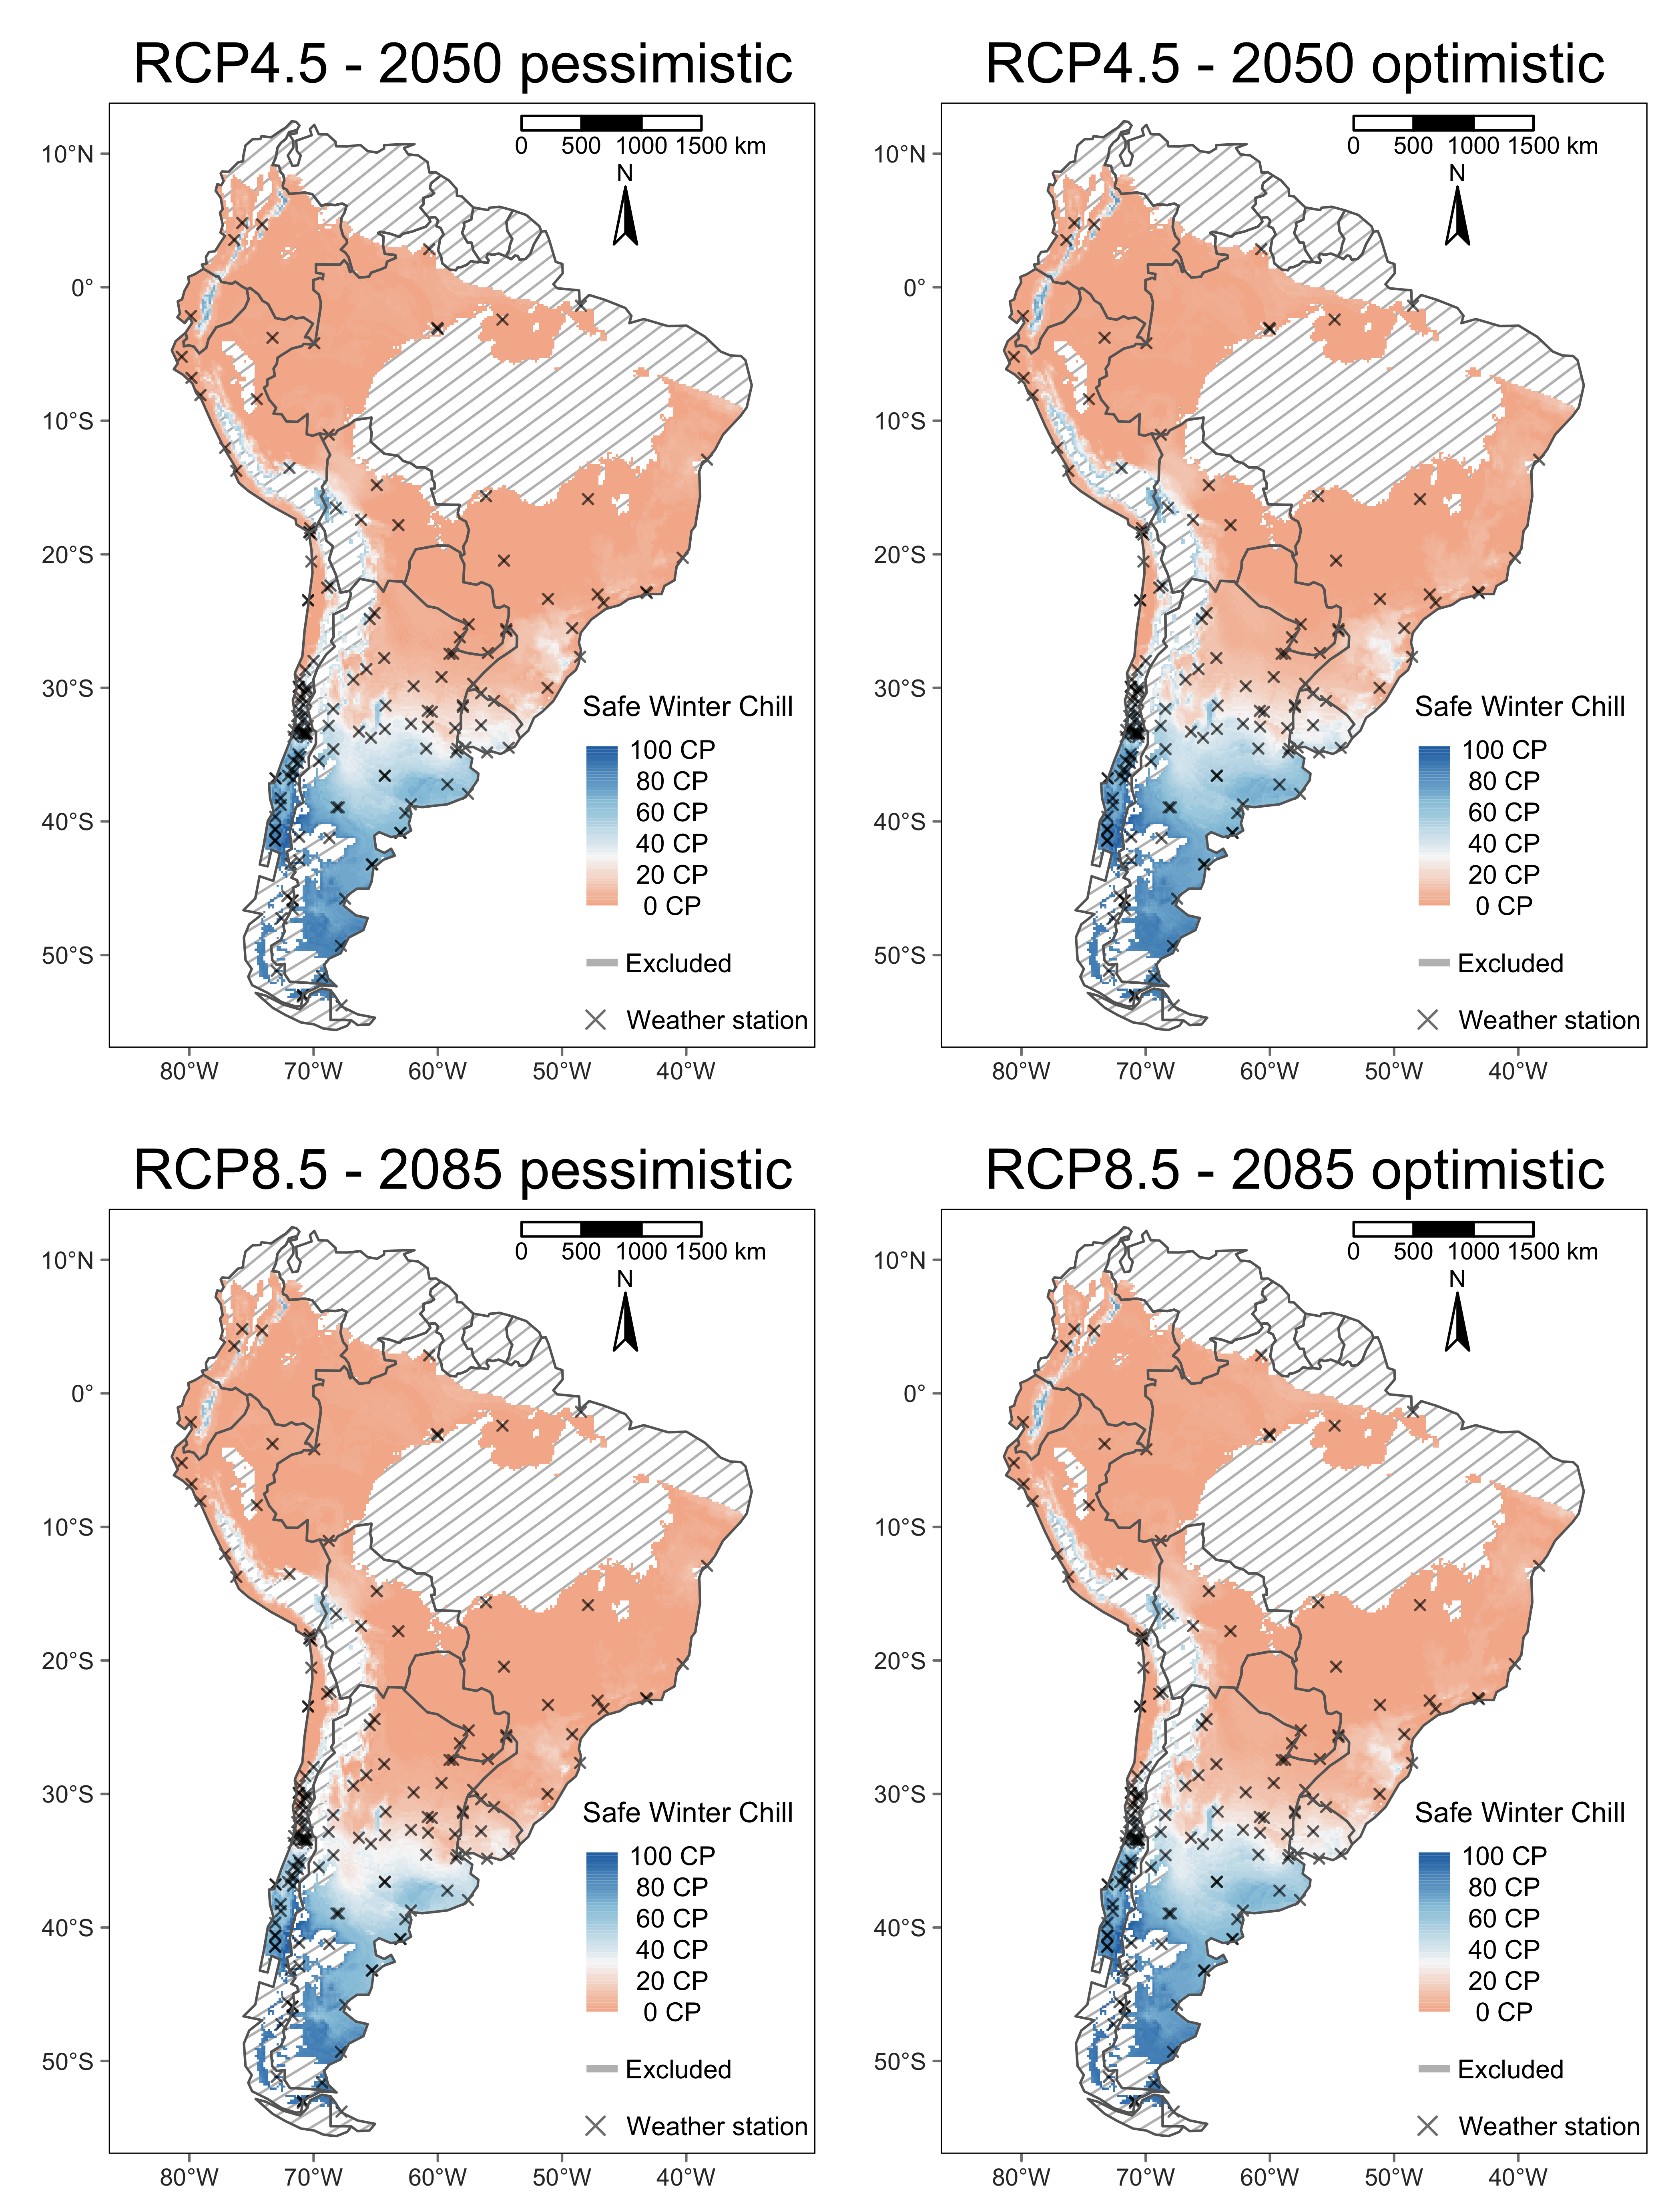 RCP4.5 - 2050 pessimistic
0 500 1000 1500 km
N
10°N
0°
10°S
20°S
30°S
40°S
50°S
Safe Winter Chill
100 CP
80 CP
60 CP
40 CP
20 CP
0 CP
Excluded
Weather station
80°W 70°W 60°W 50°W 40°W
RCP4.5 - 2050 optimistic
0 500 1000 1500 km
N
10°N
0°
10°S
20°S
30°S
40°S
50°S
Safe Winter Chill
100 CP
80 CP
60 CP
40 CP
20 CP
0 CP
Excluded
Weather station
80°W 70°W 60°W 50°W 40°W
RCP8.5 - 2085 pessimistic
0 500 1000 1500 km
N
10°N
0°
10°S
20°S
30°S
40°S
50°S
Safe Winter Chill
100 CP
80 CP
60 CP
40 CP
20 CP
0 CP
Excluded
Weather station
80°W 70°W 60°W 50°W 40°W
RCP8.5 - 2085 optimistic
0 500 1000 1500 km
N
10°N
0°
10°S
20°S
30°S
40°S
50°S
Safe Winter Chill
100 CP
80 CP
60 CP
40 CP
20 CP
0 CP
Excluded
Weather station
80°W 70°W 60°W 50°W 40°W